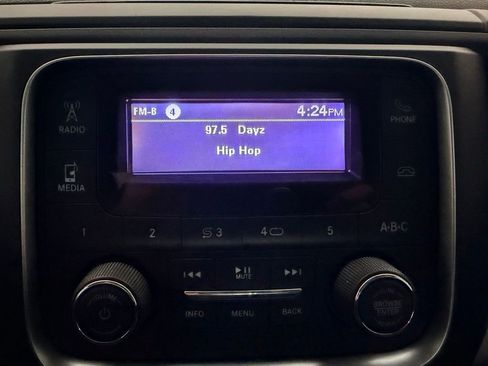 FM-B 4 4:24PM
97.5 Dayz
Hip Hop
RADIO
PHONE
MEDIA
1 2 3 4 5 A-B-C
MUTE
VOLUME
BROWSE
ENTER
INFO MENU BACK